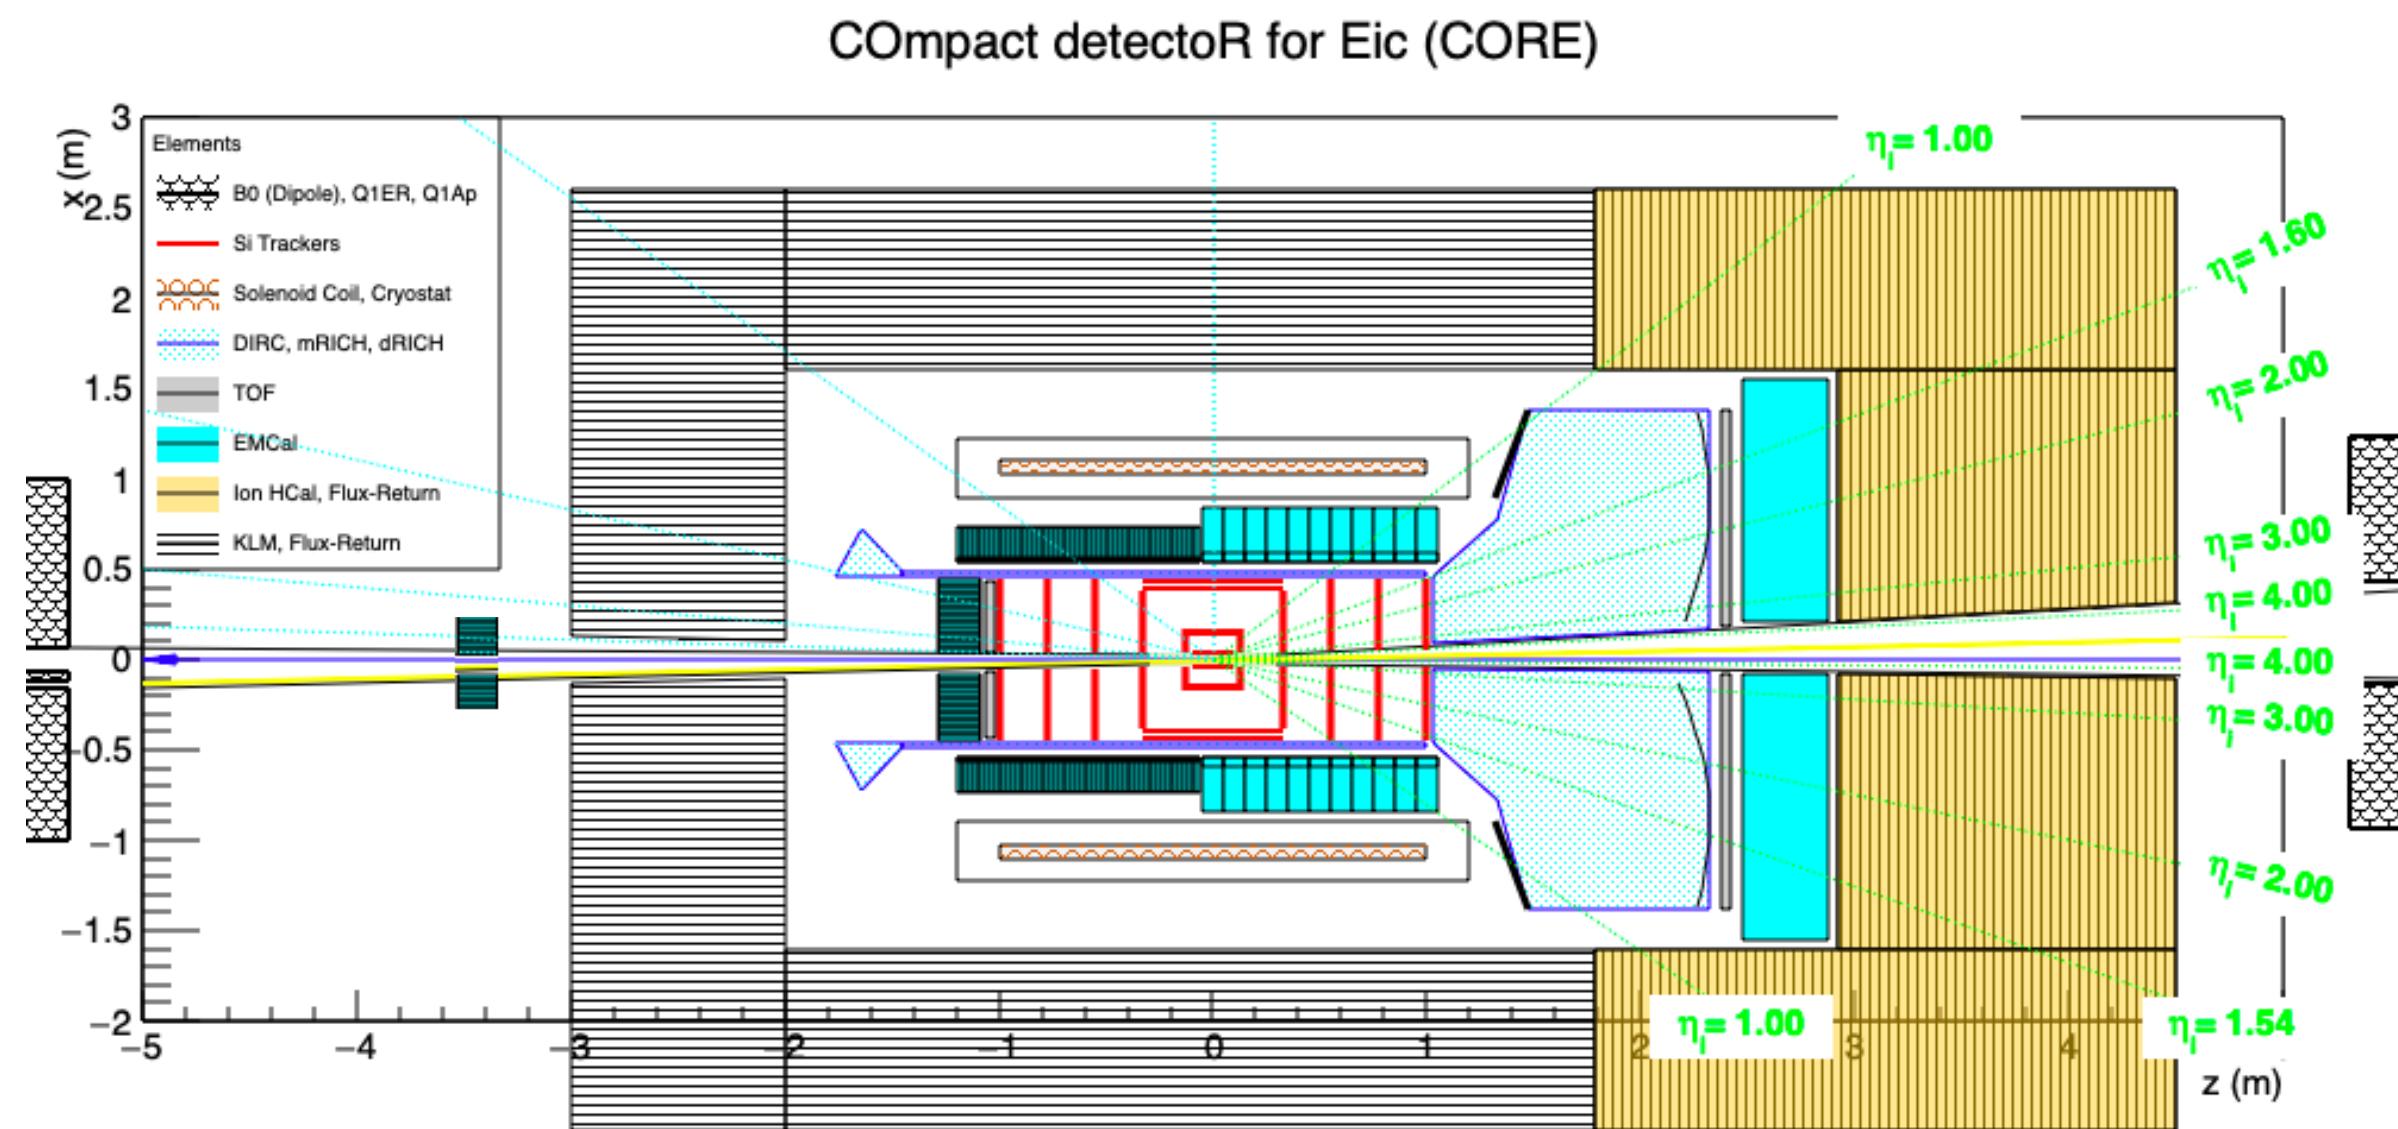 COmpact detectoR for Eic (CORE)
x (m)
3
2.5
2
1.5
1
0.5
0
−0.5
−1
−1.5
−2
Elements
B0 (Dipole), Q1ER, Q1Ap
Si Trackers
Solenoid Coil, Cryostat
DIRC, mRICH, dRICH
TOF
EMCal
Ion HCal, Flux-Return
KLM, Flux-Return
ηi= 1.00
ηi= 1.60
ηi= 2.00
ηi= 3.00
ηi= 4.00
ηi= 4.00
ηi= 3.00
ηi= 2.00
ηi= 1.54
ηi= 1.00
−5 −4 −3 −2 −1 0 1 2 3 4
z (m)